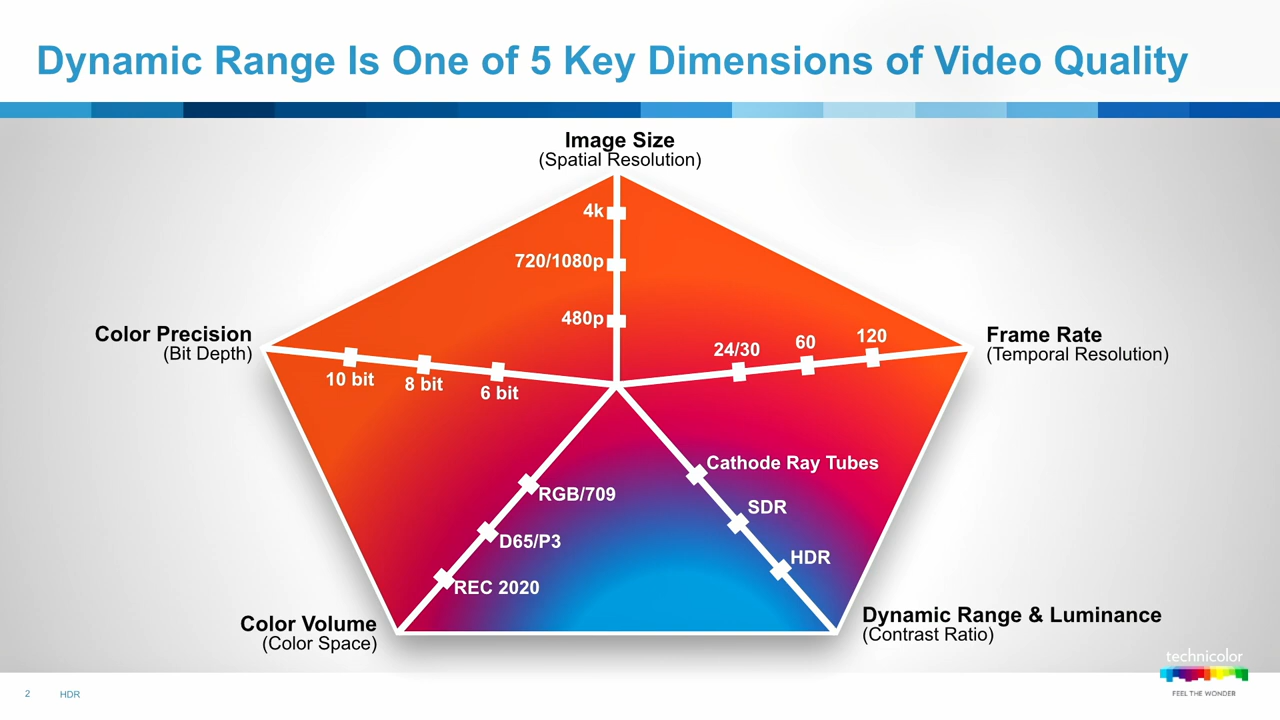 Dynamic Range Is One of 5 Key Dimensions of Video Quality
Image Size
(Spatial Resolution)
4k
720/1080p
480p
Color Precision
(Bit Depth)
10 bit
8 bit
6 bit
24/30
60
120
Frame Rate
(Temporal Resolution)
Cathode Ray Tubes
SDR
HDR
RGB/709
D65/P3
REC 2020
Color Volume
(Color Space)
Dynamic Range & Luminance
(Contrast Ratio)
technicolor
FEEL THE WONDER
2 HDR